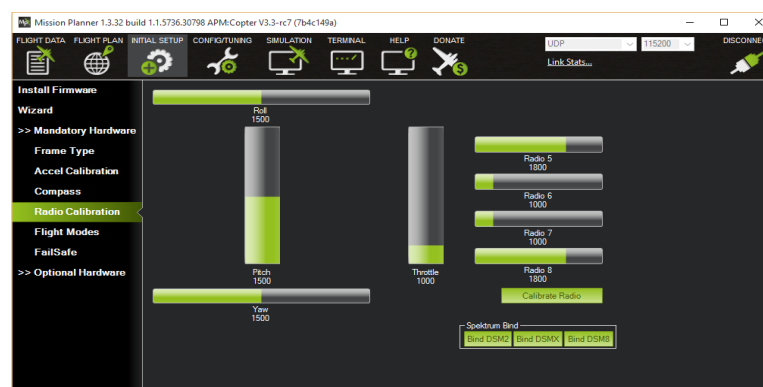 Mission Planner 1.3.32 build 1.1.5736.30798 APM:Copter V3.3-rc7 (7b4c149a)
FLIGHT DATA FLIGHT PLAN INITIAL SETUP CONFIG/TUNING SIMULATION TERMINAL HELP DONATE
UDP 115200 DISCONNE
Link Stats...
Install Firmware
Wizard
>> Mandatory Hardware
Frame Type
Accel Calibration
Compass
Radio Calibration
Flight Modes
FailSafe
>> Optional Hardware
Roll
1500
Pitch
1500
Throttle
1000
Yaw
1500
Radio 5
1800
Radio 6
1000
Radio 7
1000
Radio 8
1800
Calibrate Radio
Spektrum Bind
Bind DSM2 Bind DSMX Bind DSM8